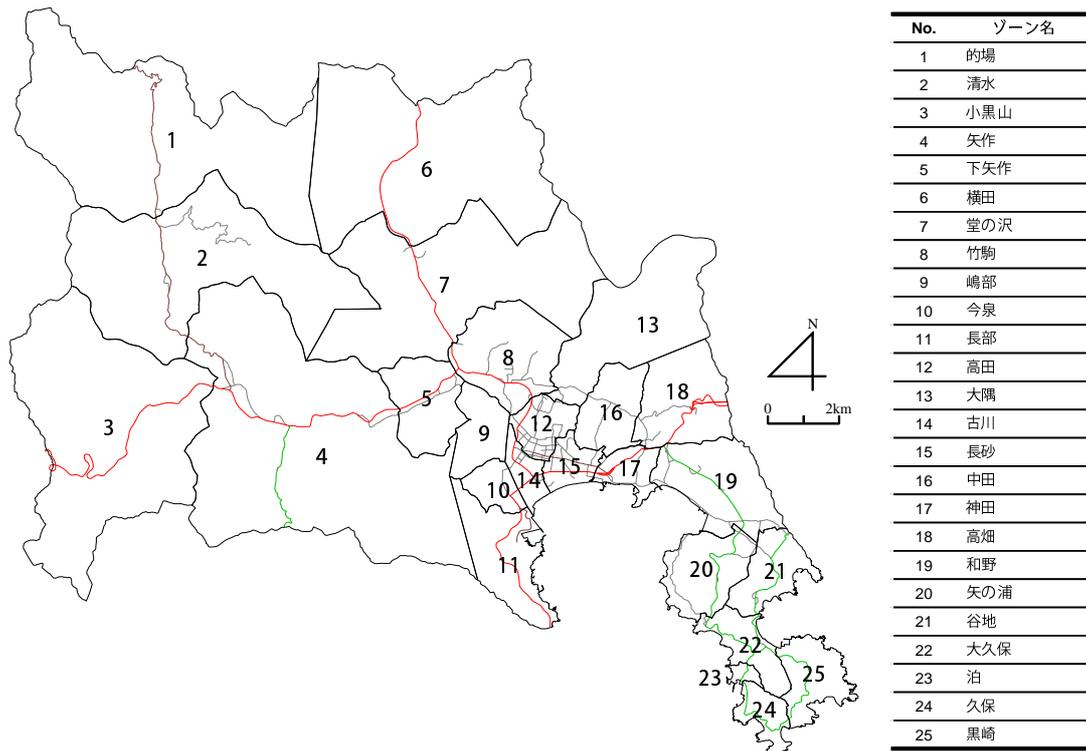 No. ゾーン名
1 的場
2 清水
3 小黒山
4 矢作
5 下矢作
6 横田
7 堂の沢
8 竹駒
9 嶋部
10 今泉
11 長部
12 高田
13 大隅
14 古川
15 長砂
16 中田
17 神田
18 高畑
19 和野
20 矢の浦
21 谷地
22 大久保
23 泊
24 久保
25 黒崎
1
6
2
7
13
8
18
5
12
16
3
9
4
15
17
14
10
19
11
20
21
22
23
25
24
N
0 2km